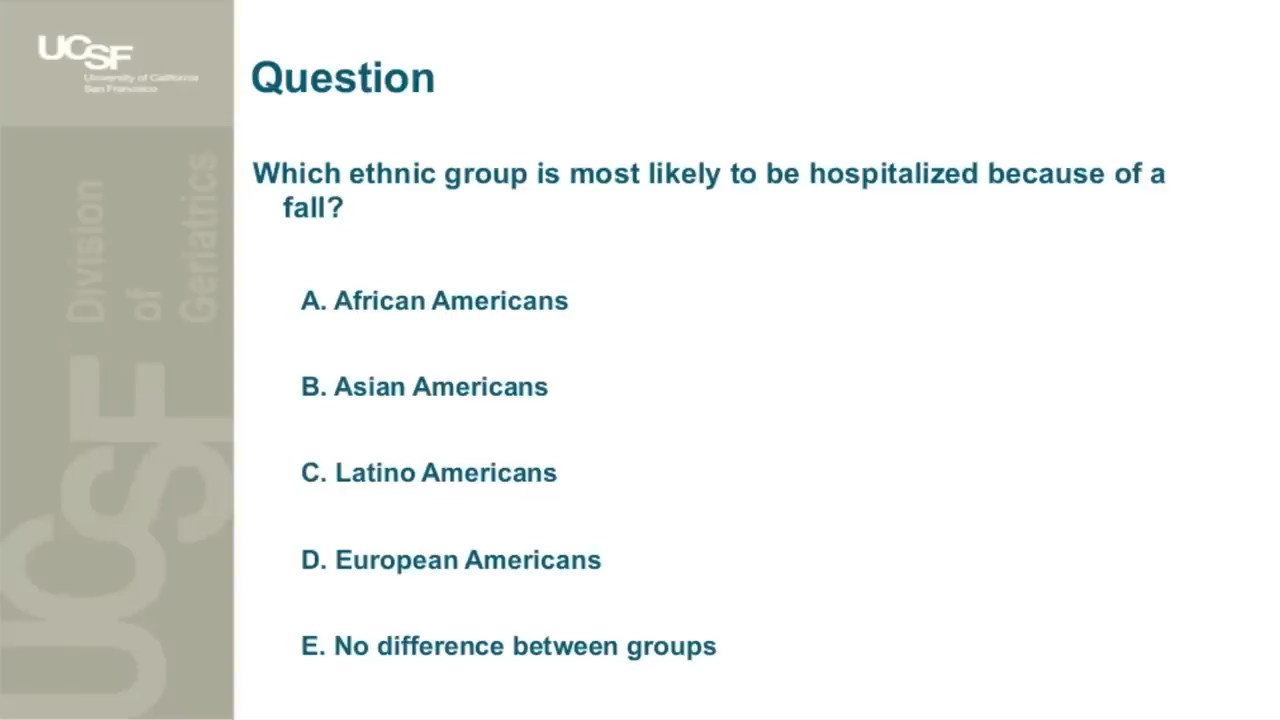 UCSF
University of California
San Francisco
Question
Which ethnic group is most likely to be hospitalized because of a
fall?
A. African Americans
B. Asian Americans
C. Latino Americans
D. European Americans
E. No difference between groups
Division
of
Geriatrics
UCSF